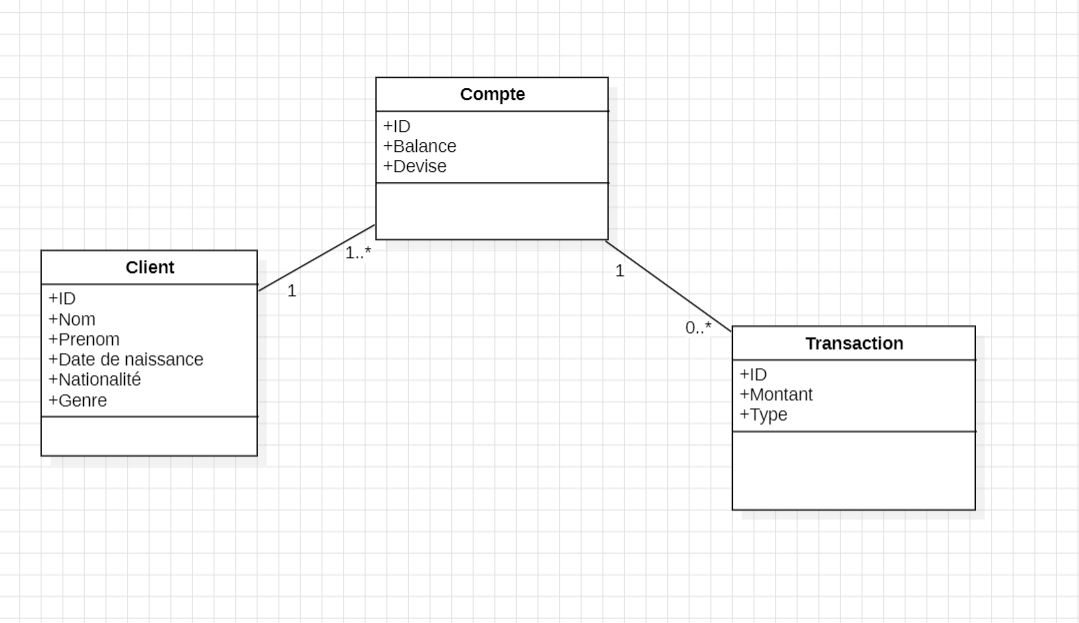 Compte
+ID
+Balance
+Devise
1..*
1
Client
+ID
+Nom
+Prenom
+Date de naissance
+Nationalité
+Genre
1
0..*
Transaction
+ID
+Montant
+Type